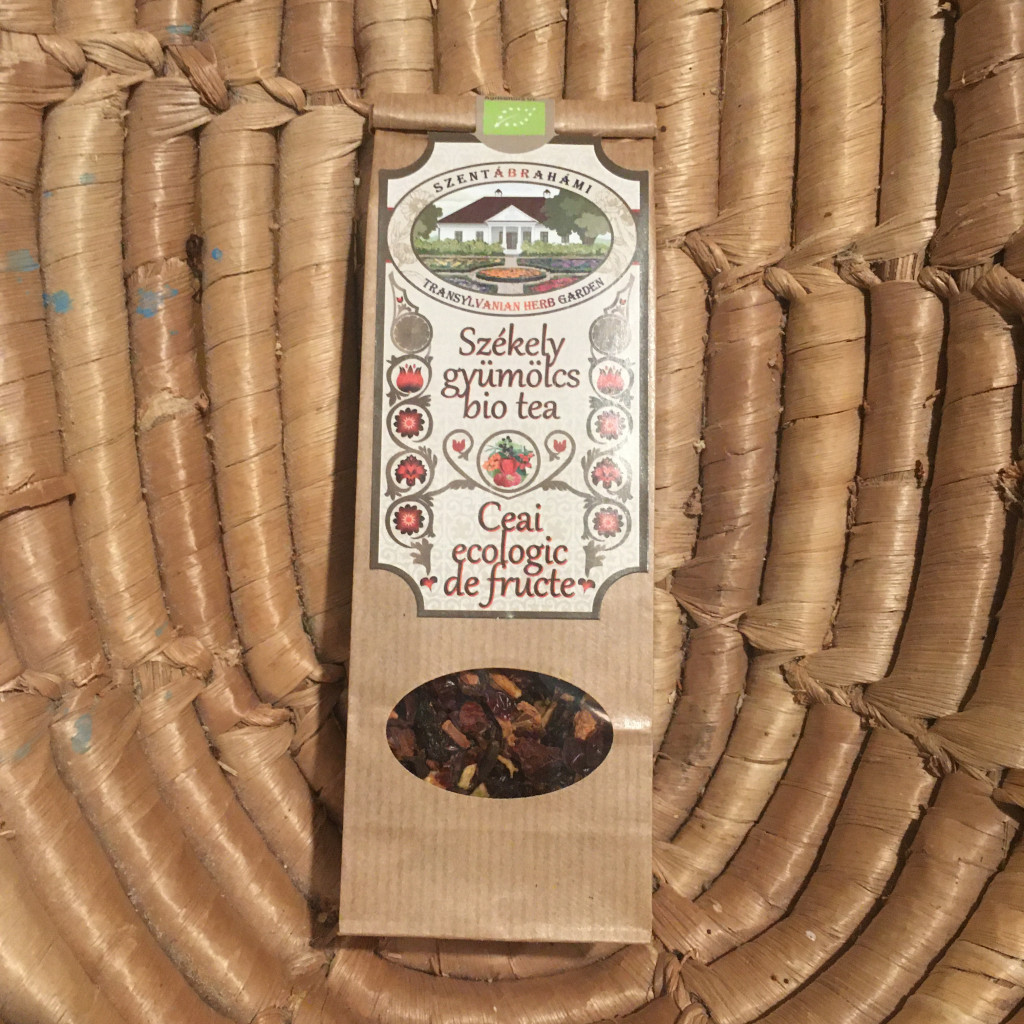 SZENTÁBRAHÁMI
TRANSYLVANIAN HERB GARDEN
Székely
gyümölcs
bio tea
Ceai
ecologic
de fructe